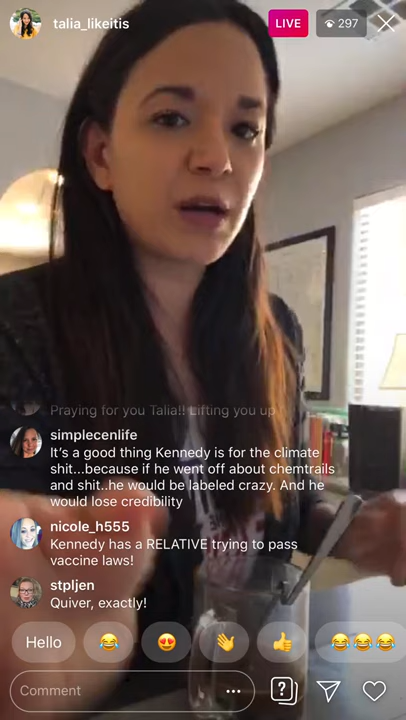 talia_likeitis
LIVE
297
Praying for you Talia!! Lifting you up
simplecenlife
It's a good thing Kennedy is for the climate
shit...because if he went off about chemtrails
and shit..he would be labeled crazy. And he
would lose credibility
nicole_h555
Kennedy has a RELATIVE trying to pass
vaccine laws!
stpljen
Quiver, exactly!
Hello
Comment